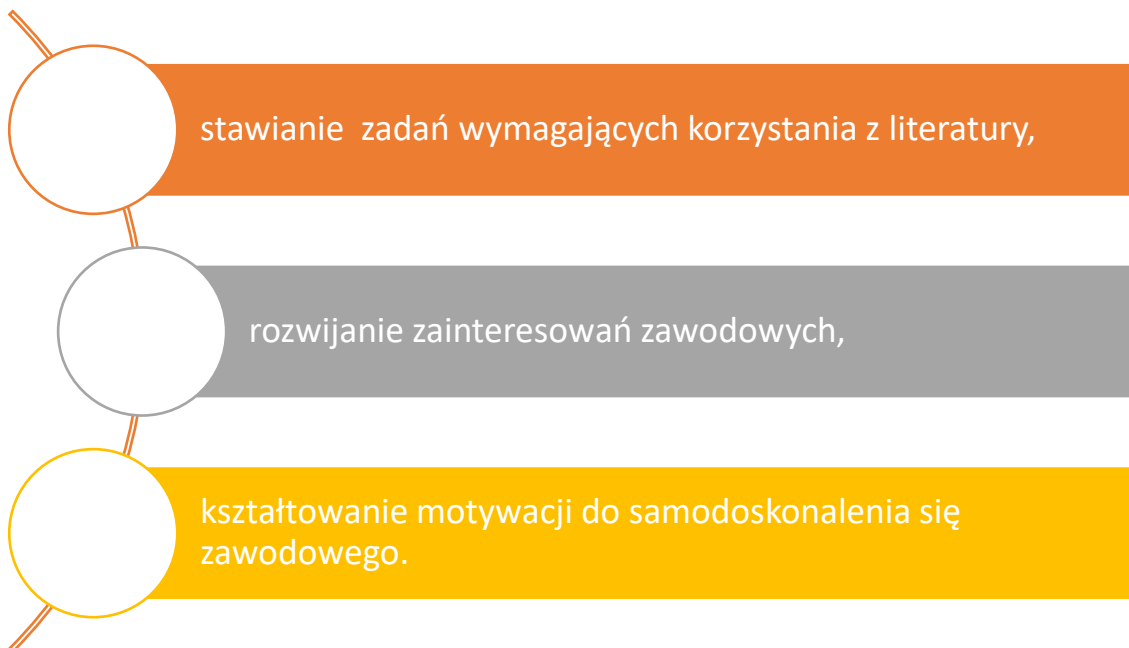 stawianie  zadań wymagających korzystania z literatury,
rozwijanie zainteresowań zawodowych,
kształtowanie motywacji do samodoskonalenia się
zawodowego.